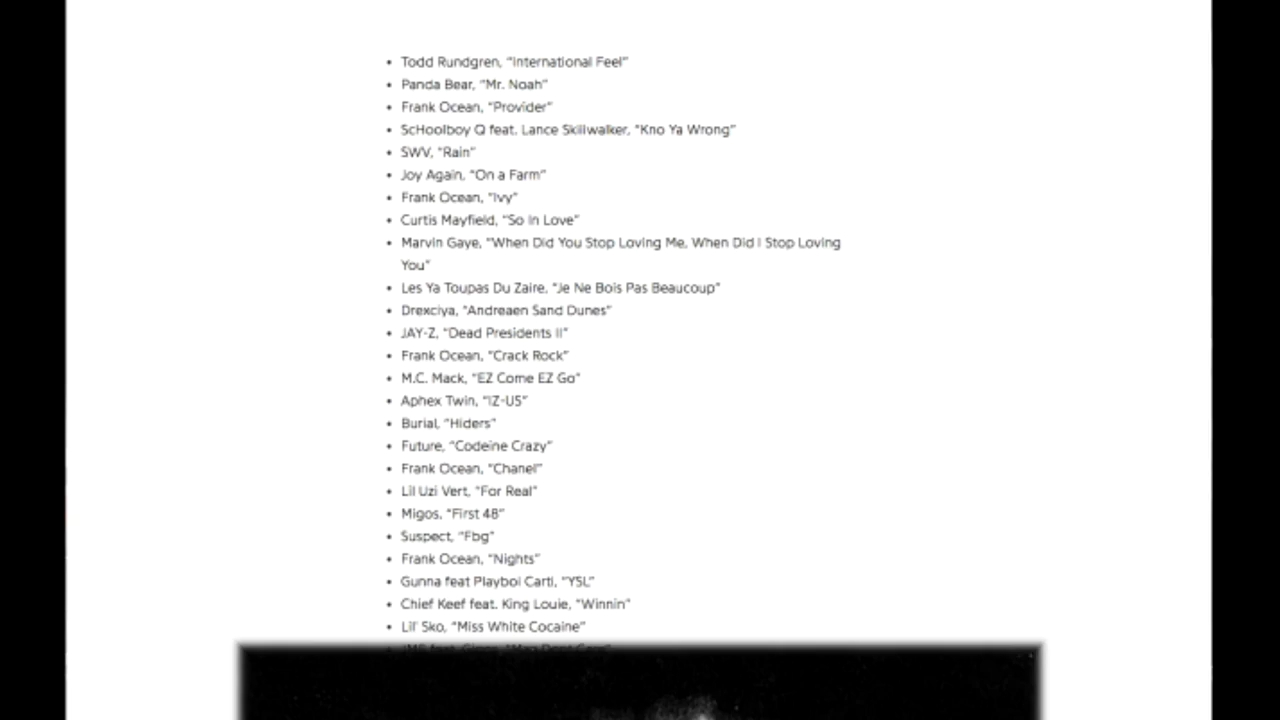 • Todd Rundgren, “International Feel”
• Panda Bear, “Mr. Noah”
• Frank Ocean, “Provider”
• ScHoolboy Q feat. Lance Skiiwalker, “Kno Ya Wrong”
• SWV, “Rain”
• Joy Again, “On a Farm”
• Frank Ocean, “Ivy”
• Curtis Mayfield, “So In Love”
• Marvin Gaye, “When Did You Stop Loving Me, When Did I Stop Loving
You”
• Les Ya Toupas Du Zaire, “Je Ne Bois Pas Beaucoup”
• Drexciya, “Andreaen Sand Dunes”
• JAY-Z, “Dead Presidents II”
• Frank Ocean, “Crack Rock”
• M.C. Mack, “EZ Come EZ Go”
• Aphex Twin, “IZ-US”
• Burial, “Hiders”
• Future, “Codeine Crazy”
• Frank Ocean, “Chanel”
• Lil Uzi Vert, “For Real”
• Migos, “First 48”
• Suspect, “Fbg”
• Frank Ocean, “Nights”
• Gunna feat Playboi Carti, “YSL”
• Chief Keef feat. King Louie, “Winnin”
• Lil’ Sko, “Miss White Cocaine”